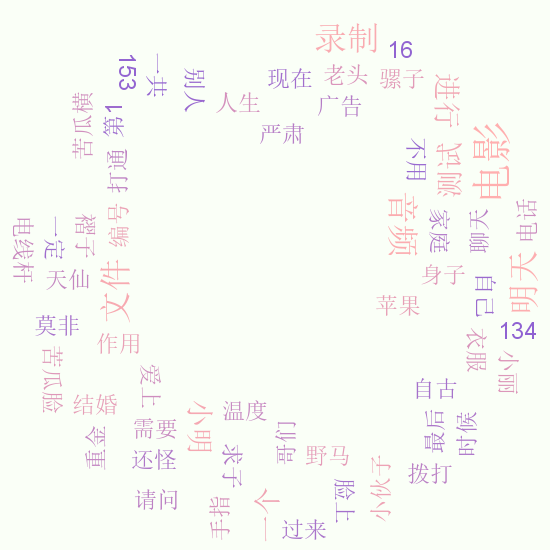 录制
16
153
一共
别人
现在
老头
骡子
进行
人生
广告
苦瓜横
第1
严肃
不用
测试
电影
打通
音频
家庭
聊天
电话
电线杆
一定
褶子
编号
天仙
文件
身子
自己
明天
苹果
134
莫非
作用
衣服
小丽
苦瓜脸
爱上
自古
结婚
小明
温度
需要
重金
最后
时候
还怪
求子
哥们
野马
小伙子
拨打
脸上
请问
手指
一个
过来